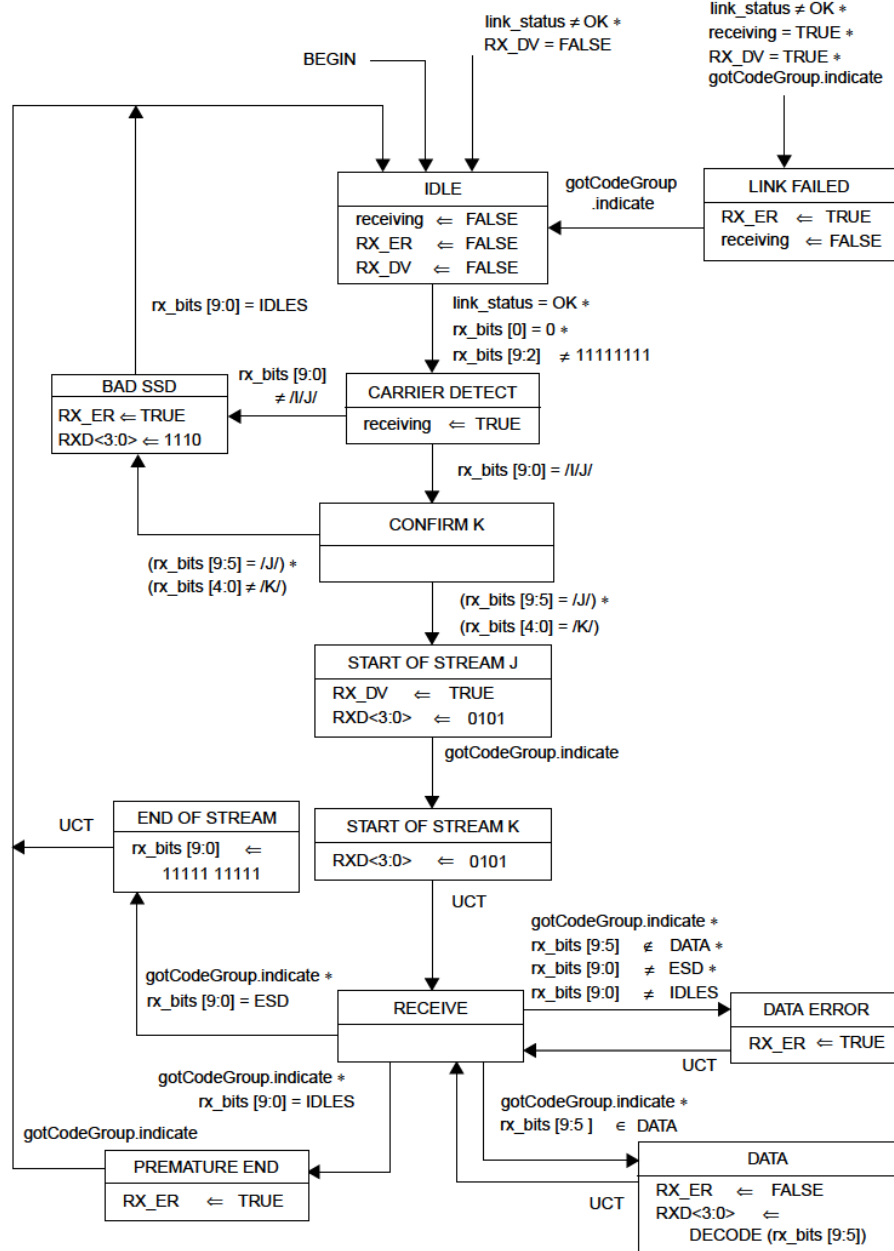 link_status ≠ OK ∗
RX_DV = FALSE
link_status ≠ OK ∗
receiving = TRUE ∗
RX_DV = TRUE ∗
gotCodeGroup.indicate
BEGIN
IDLE
receiving ⇐ FALSE
RX_ER ⇐ FALSE
RX_DV ⇐ FALSE
gotCodeGroup
.indicate
LINK FAILED
RX_ER ⇐ TRUE
receiving ⇐ FALSE
rx_bits [9:0] = IDLES
link_status = OK ∗
rx_bits [0] = 0 ∗
rx_bits [9:2] ≠ 11111111
BAD SSD
RX_ER ⇐ TRUE
RXD<3:0> ⇐ 1110
rx_bits [9:0]
≠ /I/J/
CARRIER DETECT
receiving ⇐ TRUE
rx_bits [9:0] = /I/J/
CONFIRM K
(rx_bits [9:5] = /J/) ∗
(rx_bits [4:0] ≠ /K/)
(rx_bits [9:5] = /J/) ∗
(rx_bits [4:0] = /K/)
START OF STREAM J
RX_DV ⇐ TRUE
RXD<3:0> ⇐ 0101
gotCodeGroup.indicate
UCT
END OF STREAM
rx_bits [9:0] ⇐
11111 11111
START OF STREAM K
RXD<3:0> ⇐ 0101
UCT
gotCodeGroup.indicate ∗
rx_bits [9:0] = ESD
RECEIVE
gotCodeGroup.indicate ∗
rx_bits [9:5] ∉ DATA ∗
rx_bits [9:0] ≠ ESD ∗
rx_bits [9:0] ≠ IDLES
DATA ERROR
RX_ER ⇐ TRUE
UCT
gotCodeGroup.indicate ∗
rx_bits [9:0] = IDLES
gotCodeGroup.indicate ∗
rx_bits [9:5 ] ∈ DATA
gotCodeGroup.indicate
PREMATURE END
RX_ER ⇐ TRUE
UCT
DATA
RX_ER ⇐ FALSE
RXD<3:0> ⇐
DECODE (rx_bits [9:5])